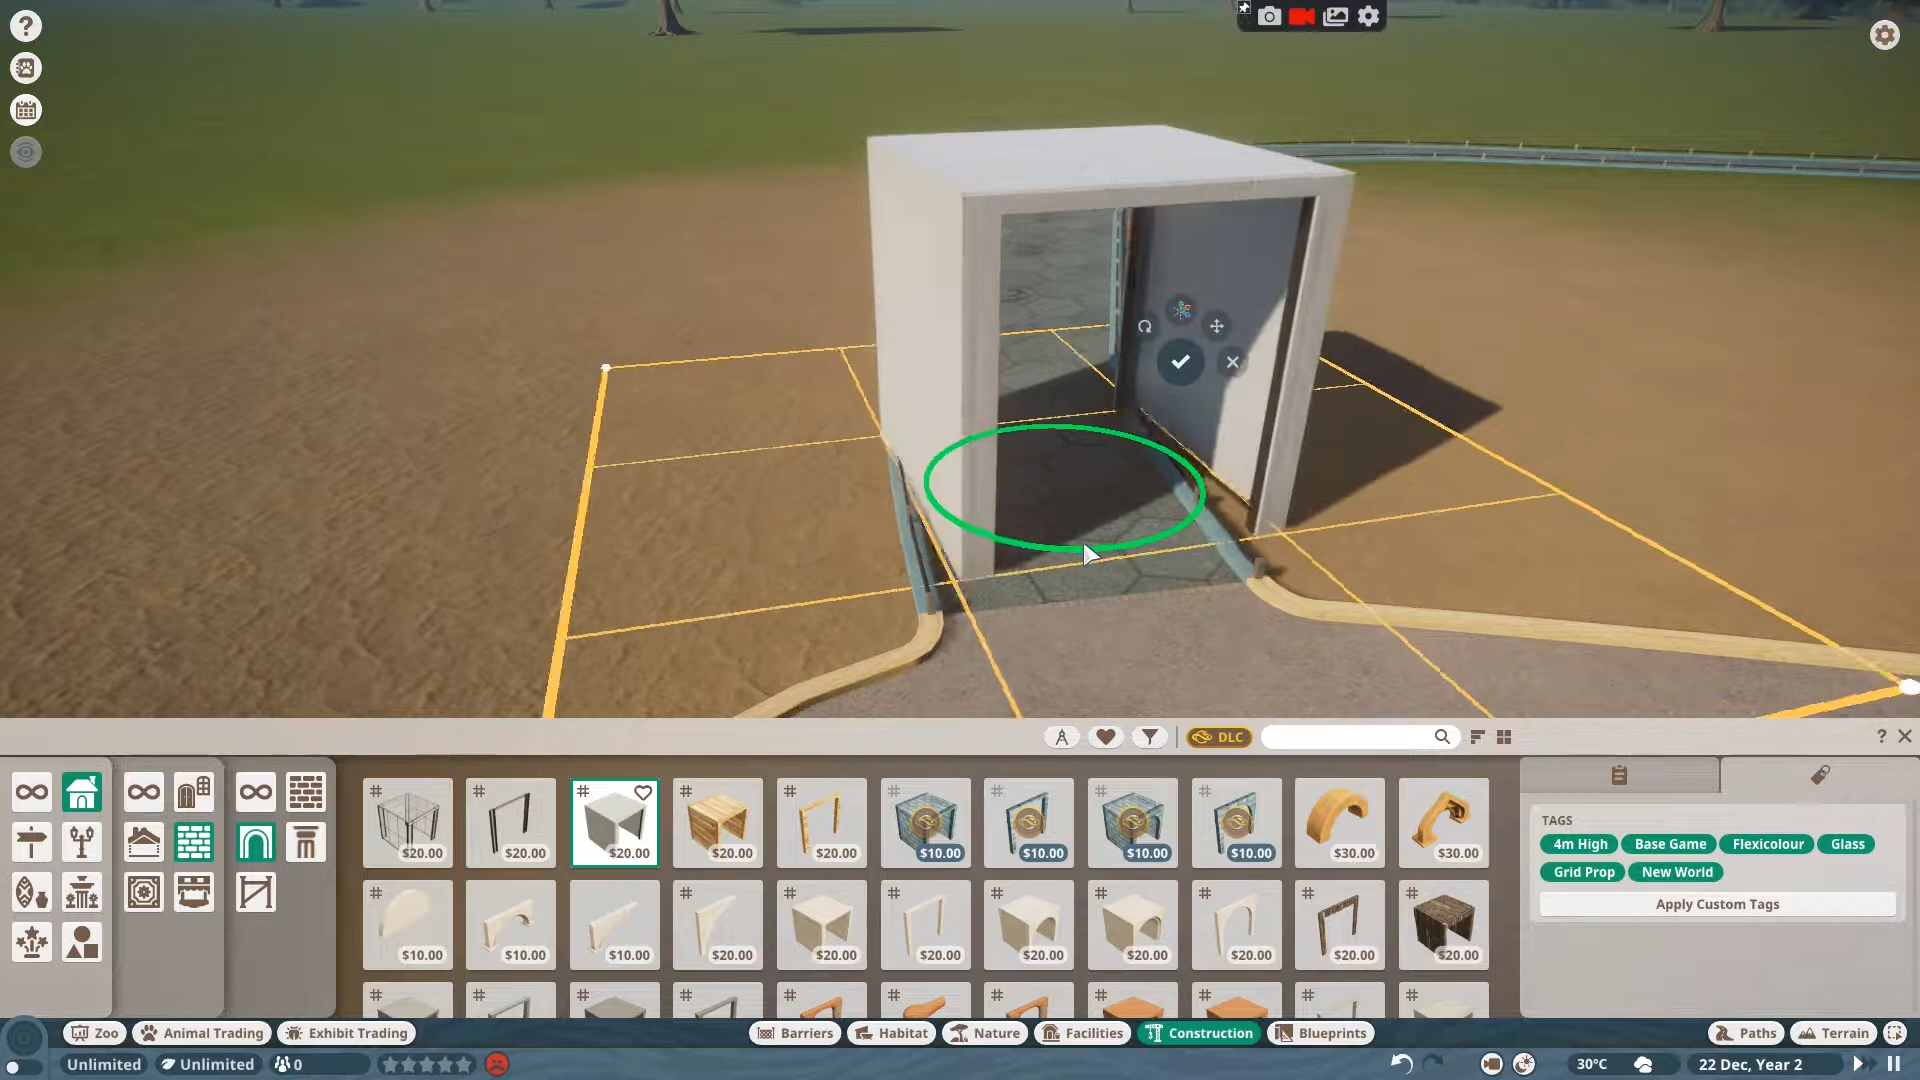 ?
DLC
? ×
# # # # # # # # #
$20.00 $20.00 $20.00 $20.00 $20.00 $10.00 $10.00 $10.00 $10.00 $30.00 $30.00
# # # # # # # # # # #
$10.00 $10.00 $10.00 $20.00 $20.00 $20.00 $20.00 $20.00 $20.00 $20.00 $20.00
# # # # # # # # # # #
TAGS
4m High Base Game Flexicolour Glass
Grid Prop New World
Apply Custom Tags
Zoo Animal Trading Exhibit Trading Barriers Habitat Nature Facilities Construction Blueprints Paths Terrain
Unlimited Unlimited 0 30°C 22 Dec, Year 2